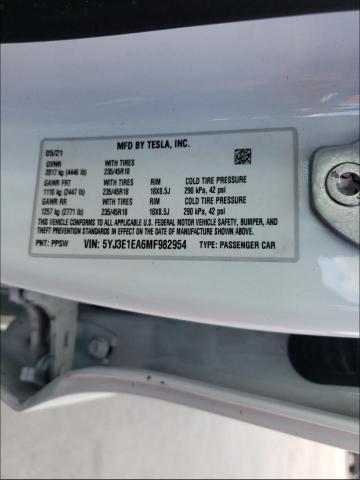 MFD BY TESLA, INC.
05/21
GVWR WITH TIRES
2017 kg (4446 lb) 235/45R18
GAWR FRT WITH TIRES RIM COLD TIRE PRESSURE
1110 kg (2447 lb) 235/45R18 18X8.5J 290 kPa, 42 psi
GAWR RR WITH TIRES RIM COLD TIRE PRESSURE
1257 kg (2771 lb) 235/45R18 18X8.5J 290 kPa, 42 psi
THIS VEHICLE CONFORMS TO ALL APPLICABLE U.S. FEDERAL MOTOR VEHICLE SAFETY, BUMPER, AND
THEFT PREVENTION STANDARDS IN EFFECT ON THE DATE OF MANUFACTURE SHOWN ABOVE.
PNT: PPSW VIN: 5YJ3E1EA6MF982954 TYPE: PASSENGER CAR